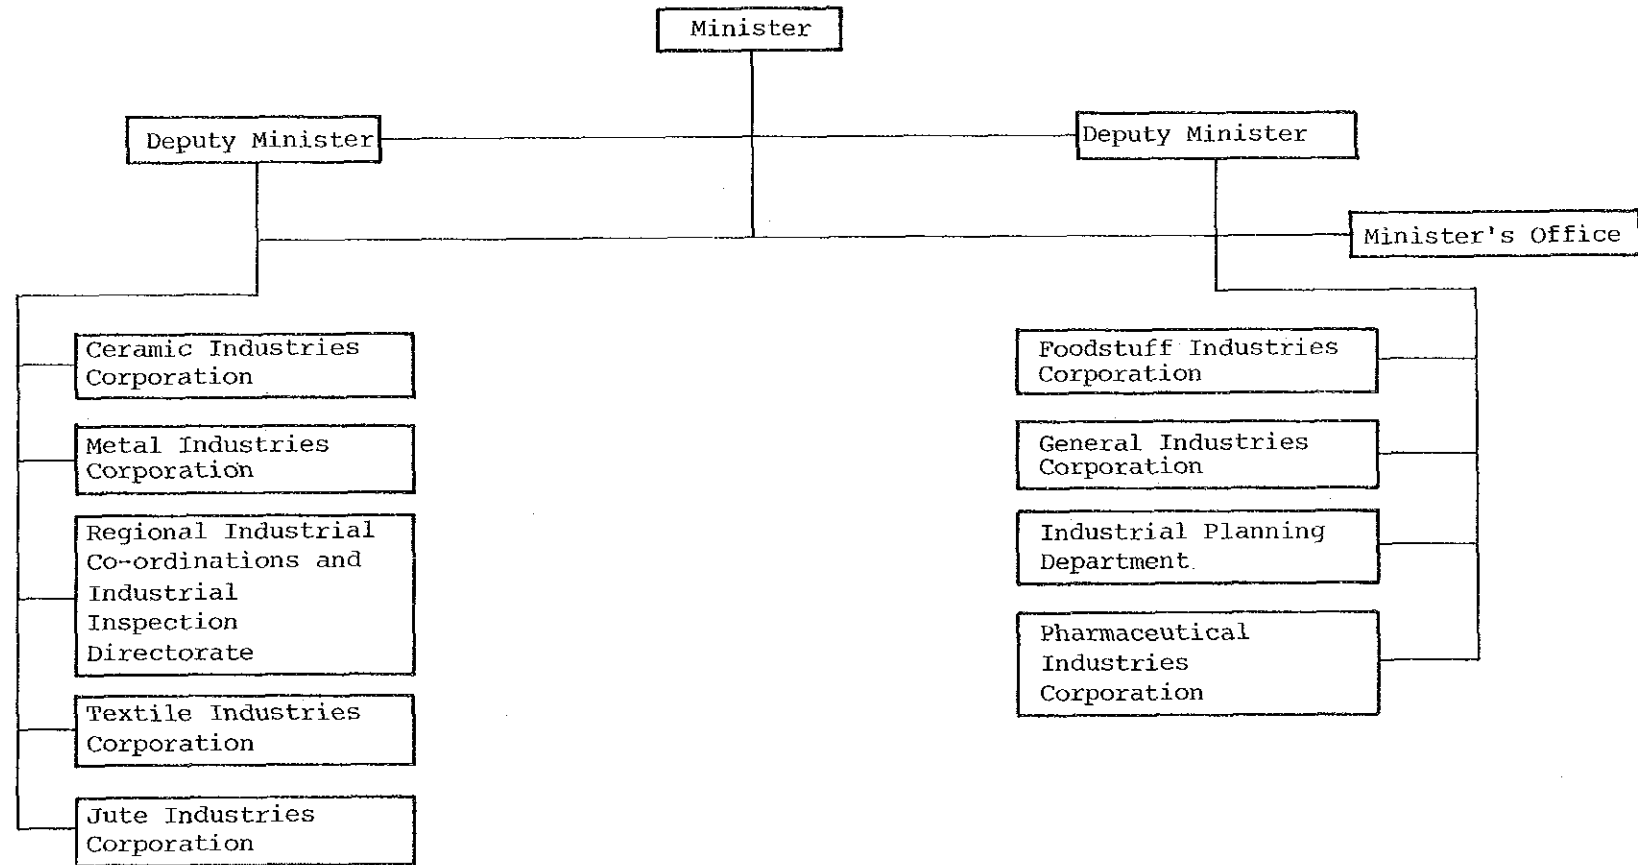 Minister
Deputy Minister
Deputy Minister
Minister's Office
Ceramic Industries
Corporation
Metal Industries
Corporation
Regional Industrial
Co-ordinations and
Industrial
Inspection
Directorate
Textile Industries
Corporation
Jute Industries
Corporation
Foodstuff Industries
Corporation
General Industries
Corporation
Industrial Planning
Department
Pharmaceutical
Industries
Corporation